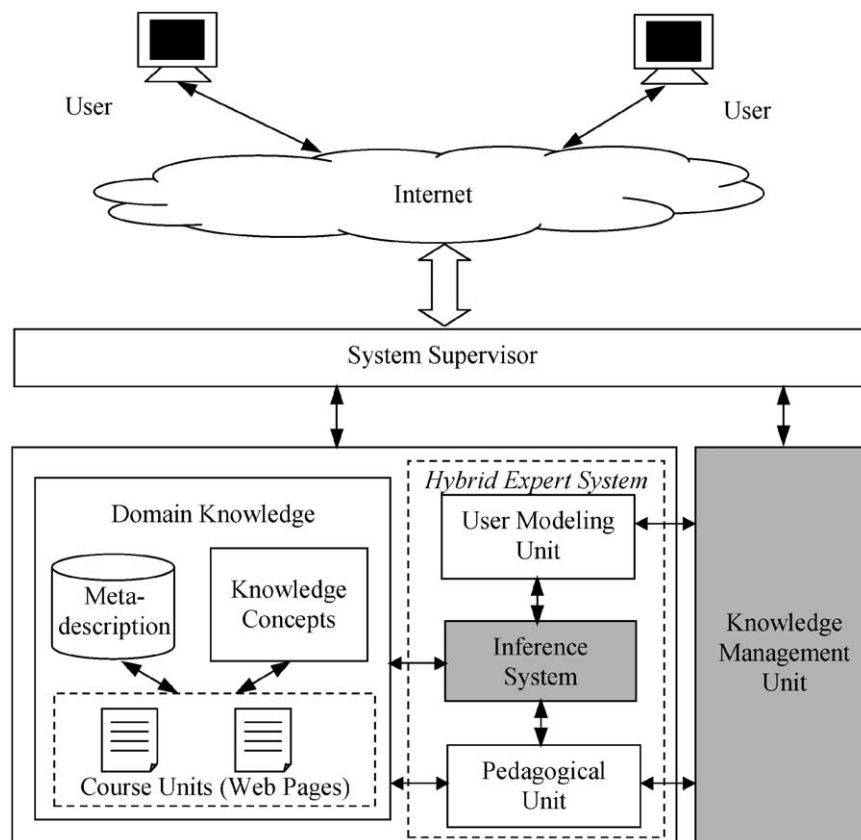 User
User
Internet
System Supervisor
Hybrid Expert System
Domain Knowledge
User Modeling
Unit
Meta-
description
Knowledge
Concepts
Inference
System
Knowledge
Management
Unit
Course Units (Web Pages)
Pedagogical
Unit